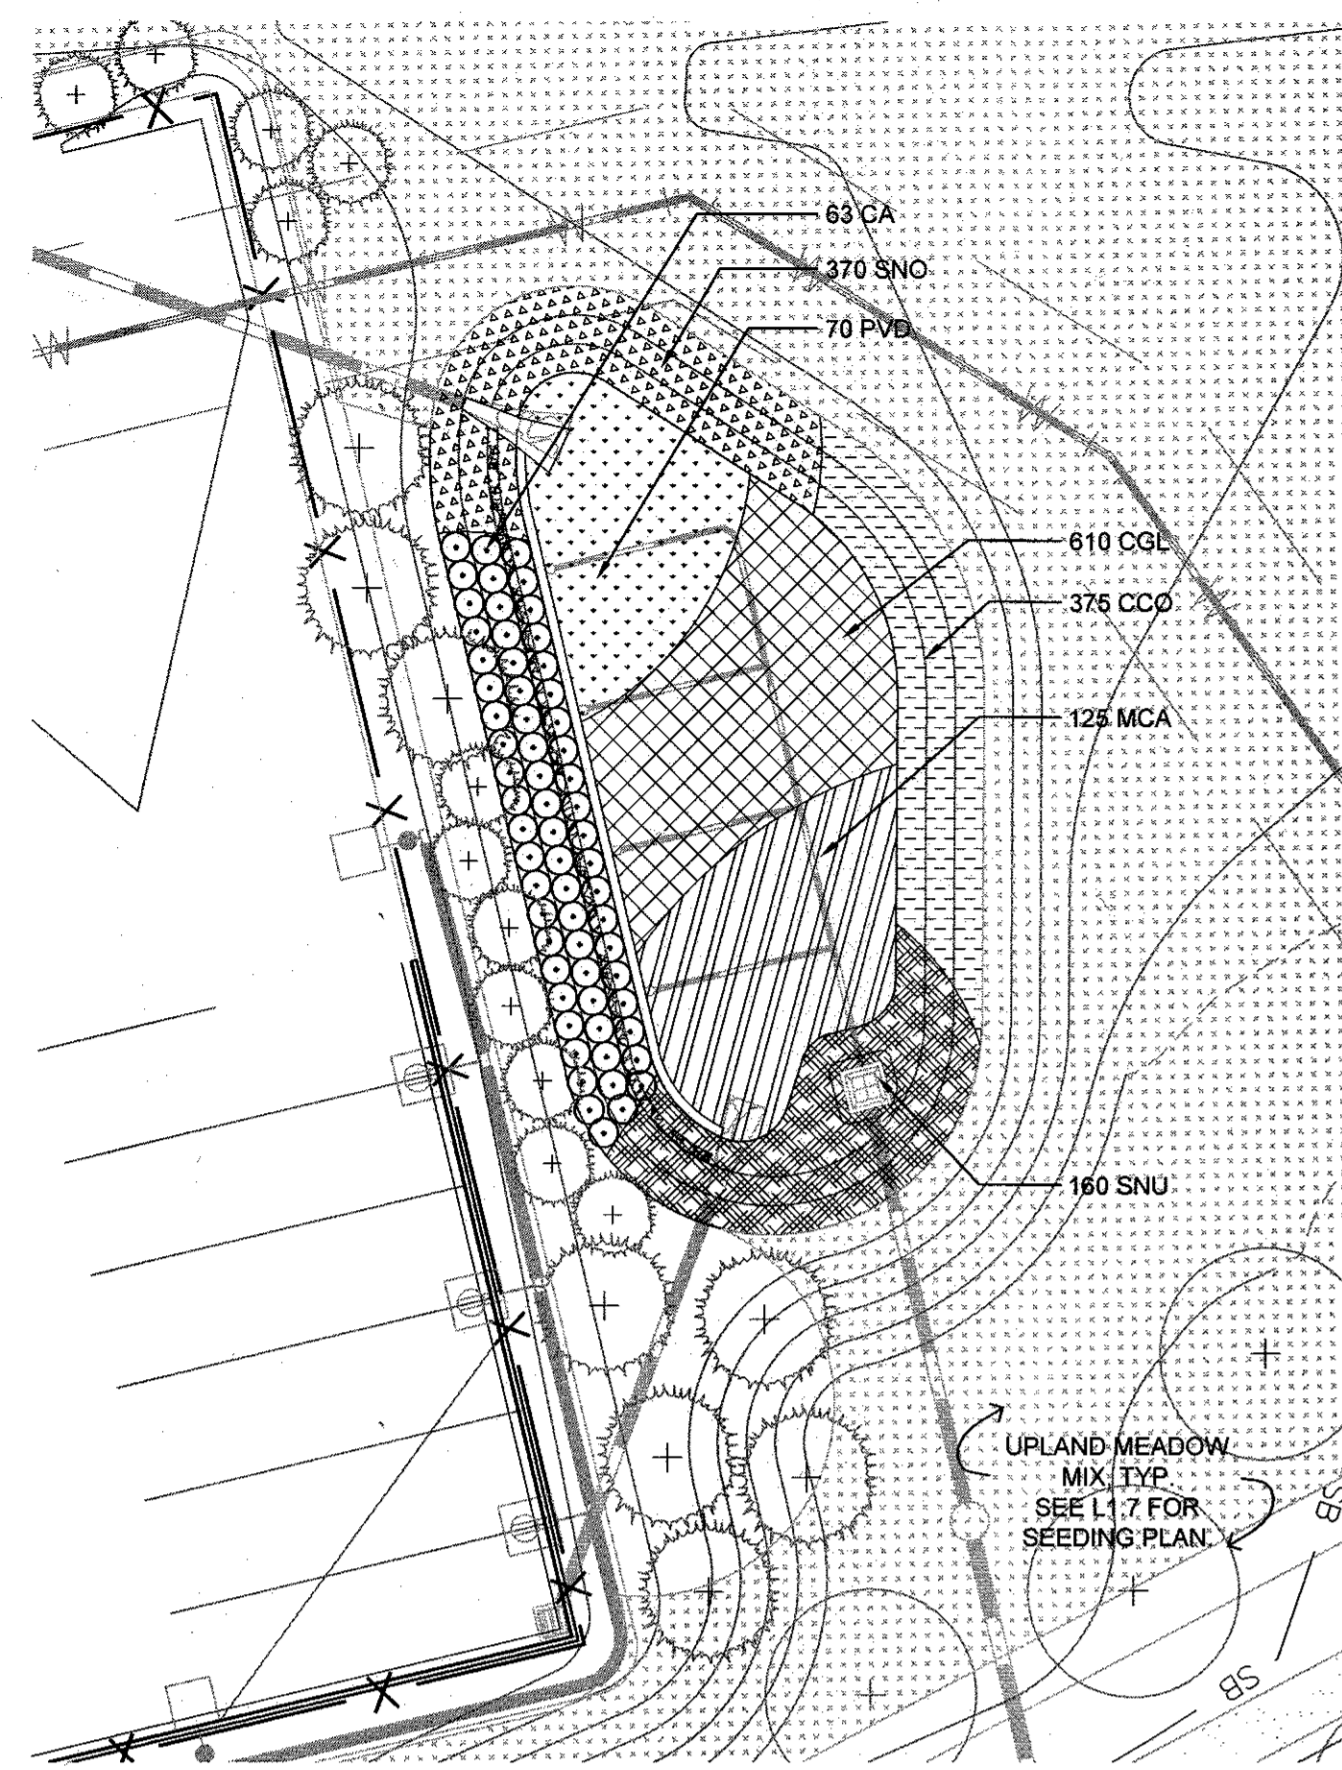 63 CA
370 SNO
70 PVD
610 CGL
375 CCO
125 MCA
160 SNU
UPLAND MEADOW
MIX, TYP.
SEE L1.7 FOR
SEEDING PLAN.
SB
SB
W